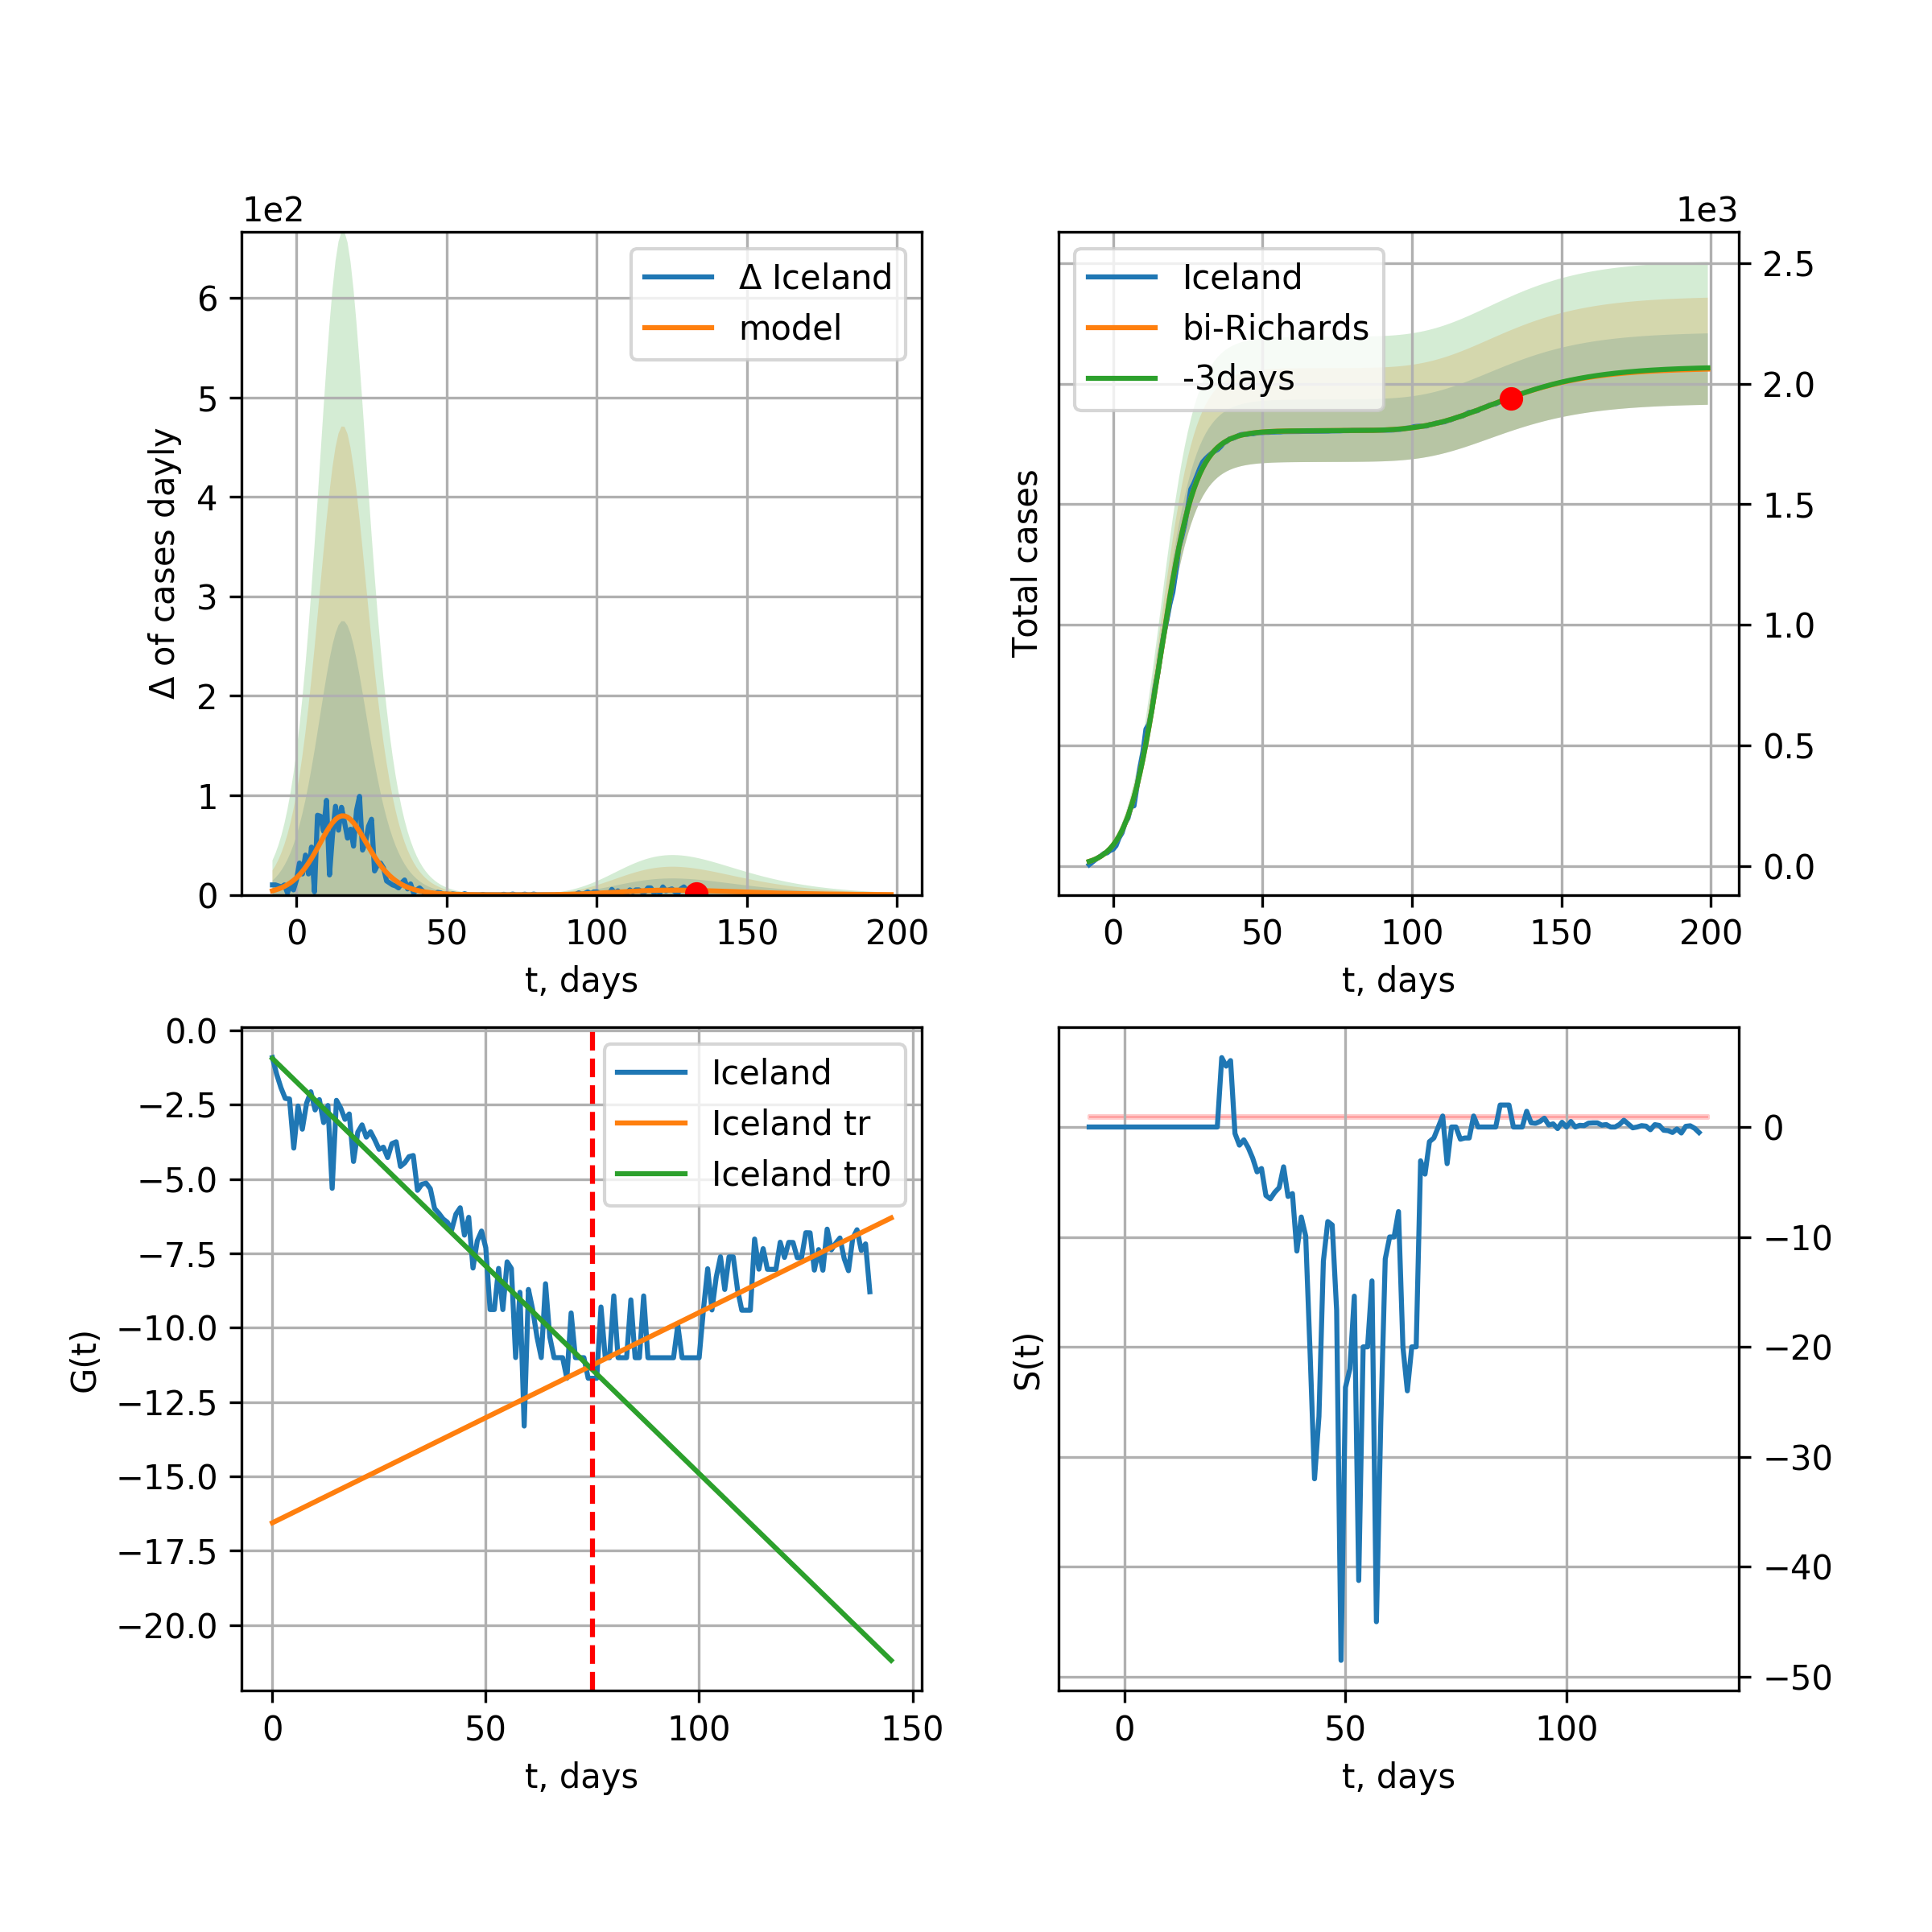 1e2
Δ of cases dayly
6
5
4
3
2
1
0
0 50 100 150 200
t, days
Δ Iceland
model
1e3
Total cases
2.5
2.0
1.5
1.0
0.5
0.0
0 50 100 150 200
t, days
Iceland
bi-Richards
-3days
G(t)
0.0
−2.5
−5.0
−7.5
−10.0
−12.5
−15.0
−17.5
−20.0
0 50 100 150
t, days
Iceland
Iceland tr
Iceland tr0
S(t)
0
−10
−20
−30
−40
−50
0 50 100
t, days